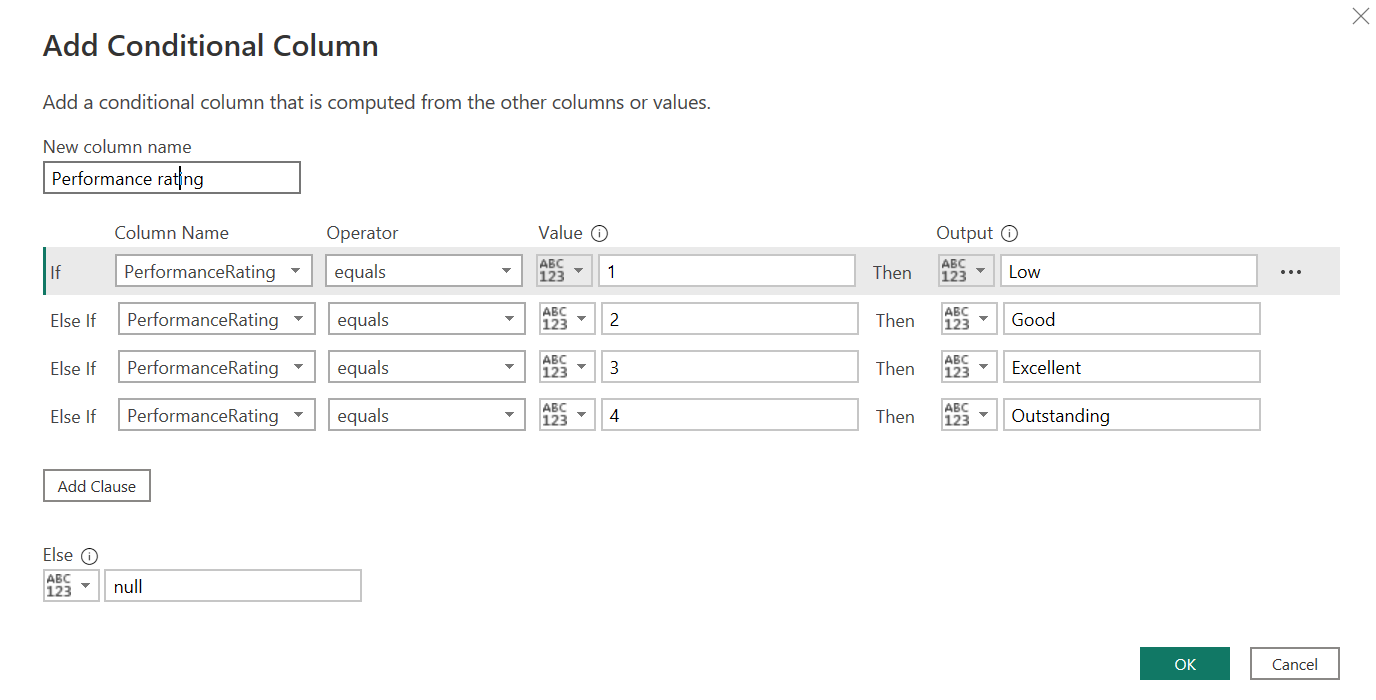 Add Conditional Column
Add a conditional column that is computed from the other columns or values.
New column name
Performance rating
Column Name Operator Value Output
If PerformanceRating equals ABC 123 1 Then ABC 123 Low ...
Else If PerformanceRating equals ABC 123 2 Then ABC 123 Good
Else If PerformanceRating equals ABC 123 3 Then ABC 123 Excellent
Else If PerformanceRating equals ABC 123 4 Then ABC 123 Outstanding
Add Clause
Else
ABC 123 null
OK Cancel